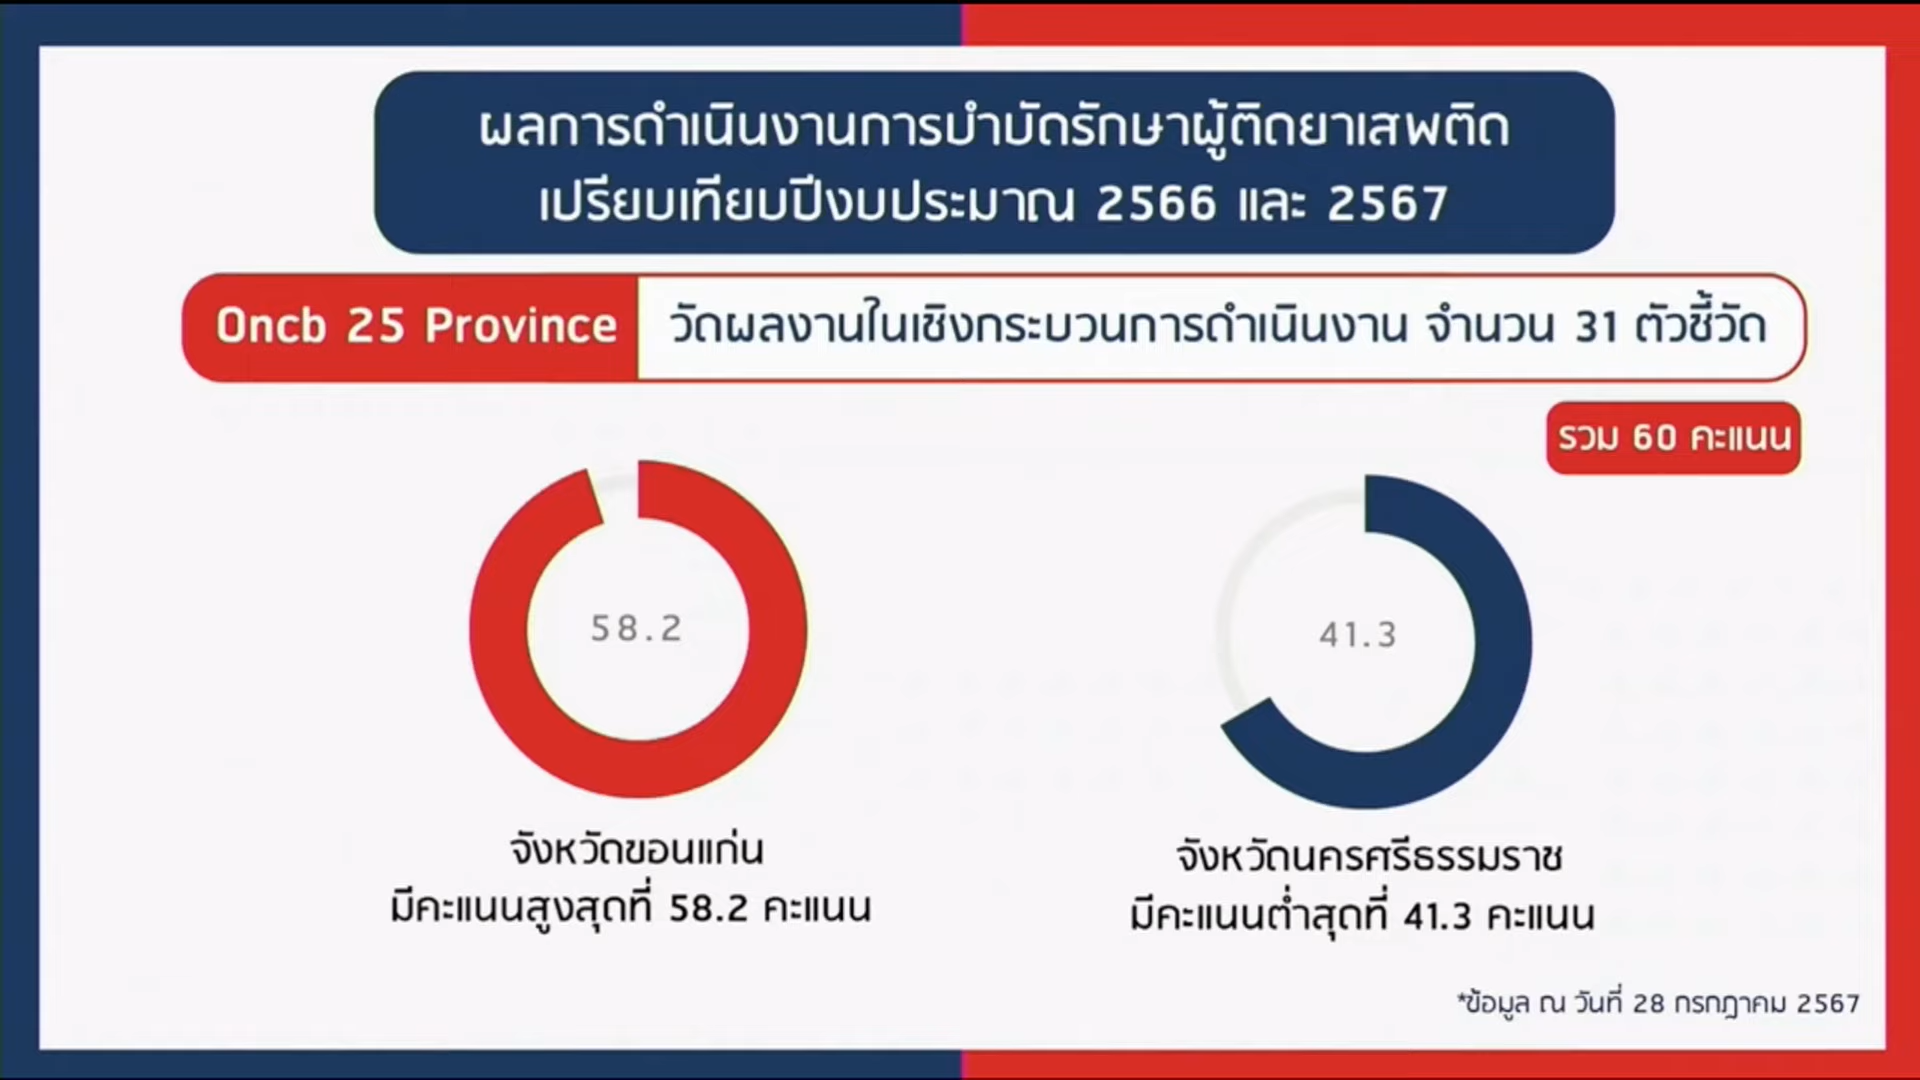 ผลการดำเนินงานการบำบัดรักษาผู้ติดยาเสพติด
เปรียบเทียบปีงบประมาณ 2566 และ 2567
Oncb 25 Province
วัดผลงานในเชิงกระบวนการดำเนินงาน จำนวน 31 ตัวชี้วัด
รวม 60 คะแนน
58.2
จังหวัดขอนแก่น
มีคะแนนสูงสุดที่ 58.2 คะแนน
41.3
จังหวัดนครศรีธรรมราช
มีคะแนนต่ำสุดที่ 41.3 คะแนน
*ข้อมูล ณ วันที่ 28 กรกฎาคม 2567